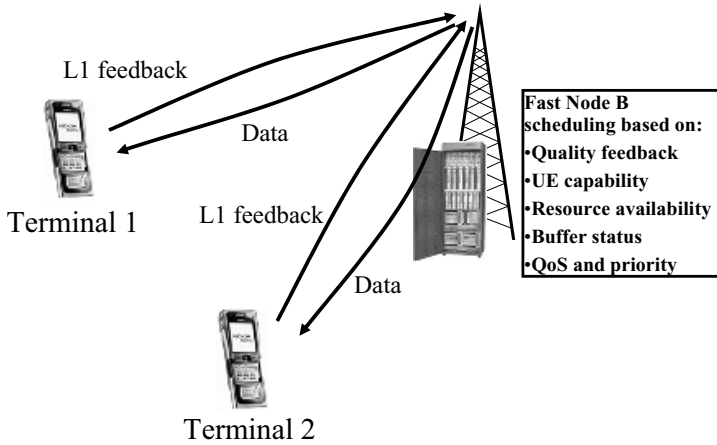 L1 feedback
Data
Terminal 1
L1 feedback
Data
Terminal 2
Fast Node B
scheduling based on:
•Quality feedback
•UE capability
•Resource availability
•Buffer status
•QoS and priority